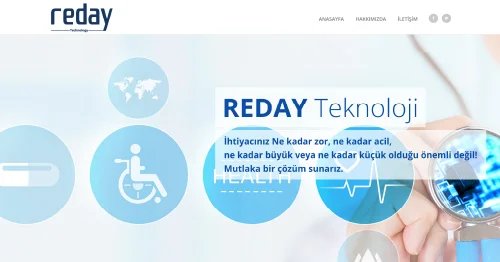 reday
Technology
ANASAYFA HAKKIMIZDA İLETİŞİM
REDAY Teknoloji
İhtiyacınız Ne kadar zor, ne kadar acil,
ne kadar büyük veya ne kadar küçük olduğu önemli değil!
Mutlaka bir çözüm sunarız.
HEALTH